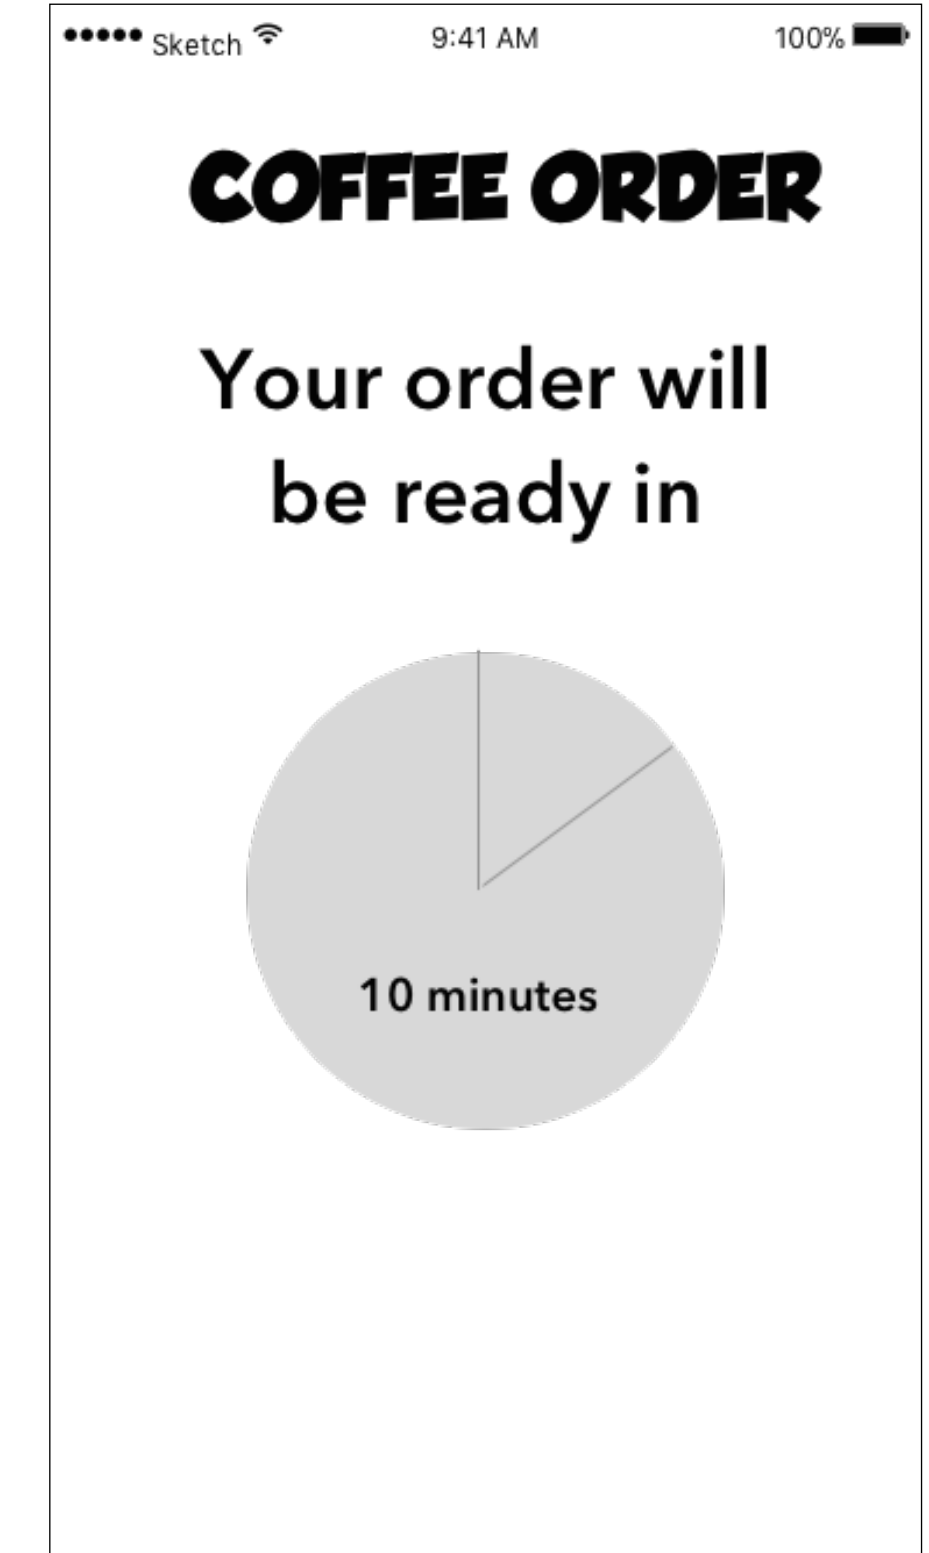 Sketch 9:41 AM 100%
COFFEE ORDER
Your order will
be ready in
10 minutes